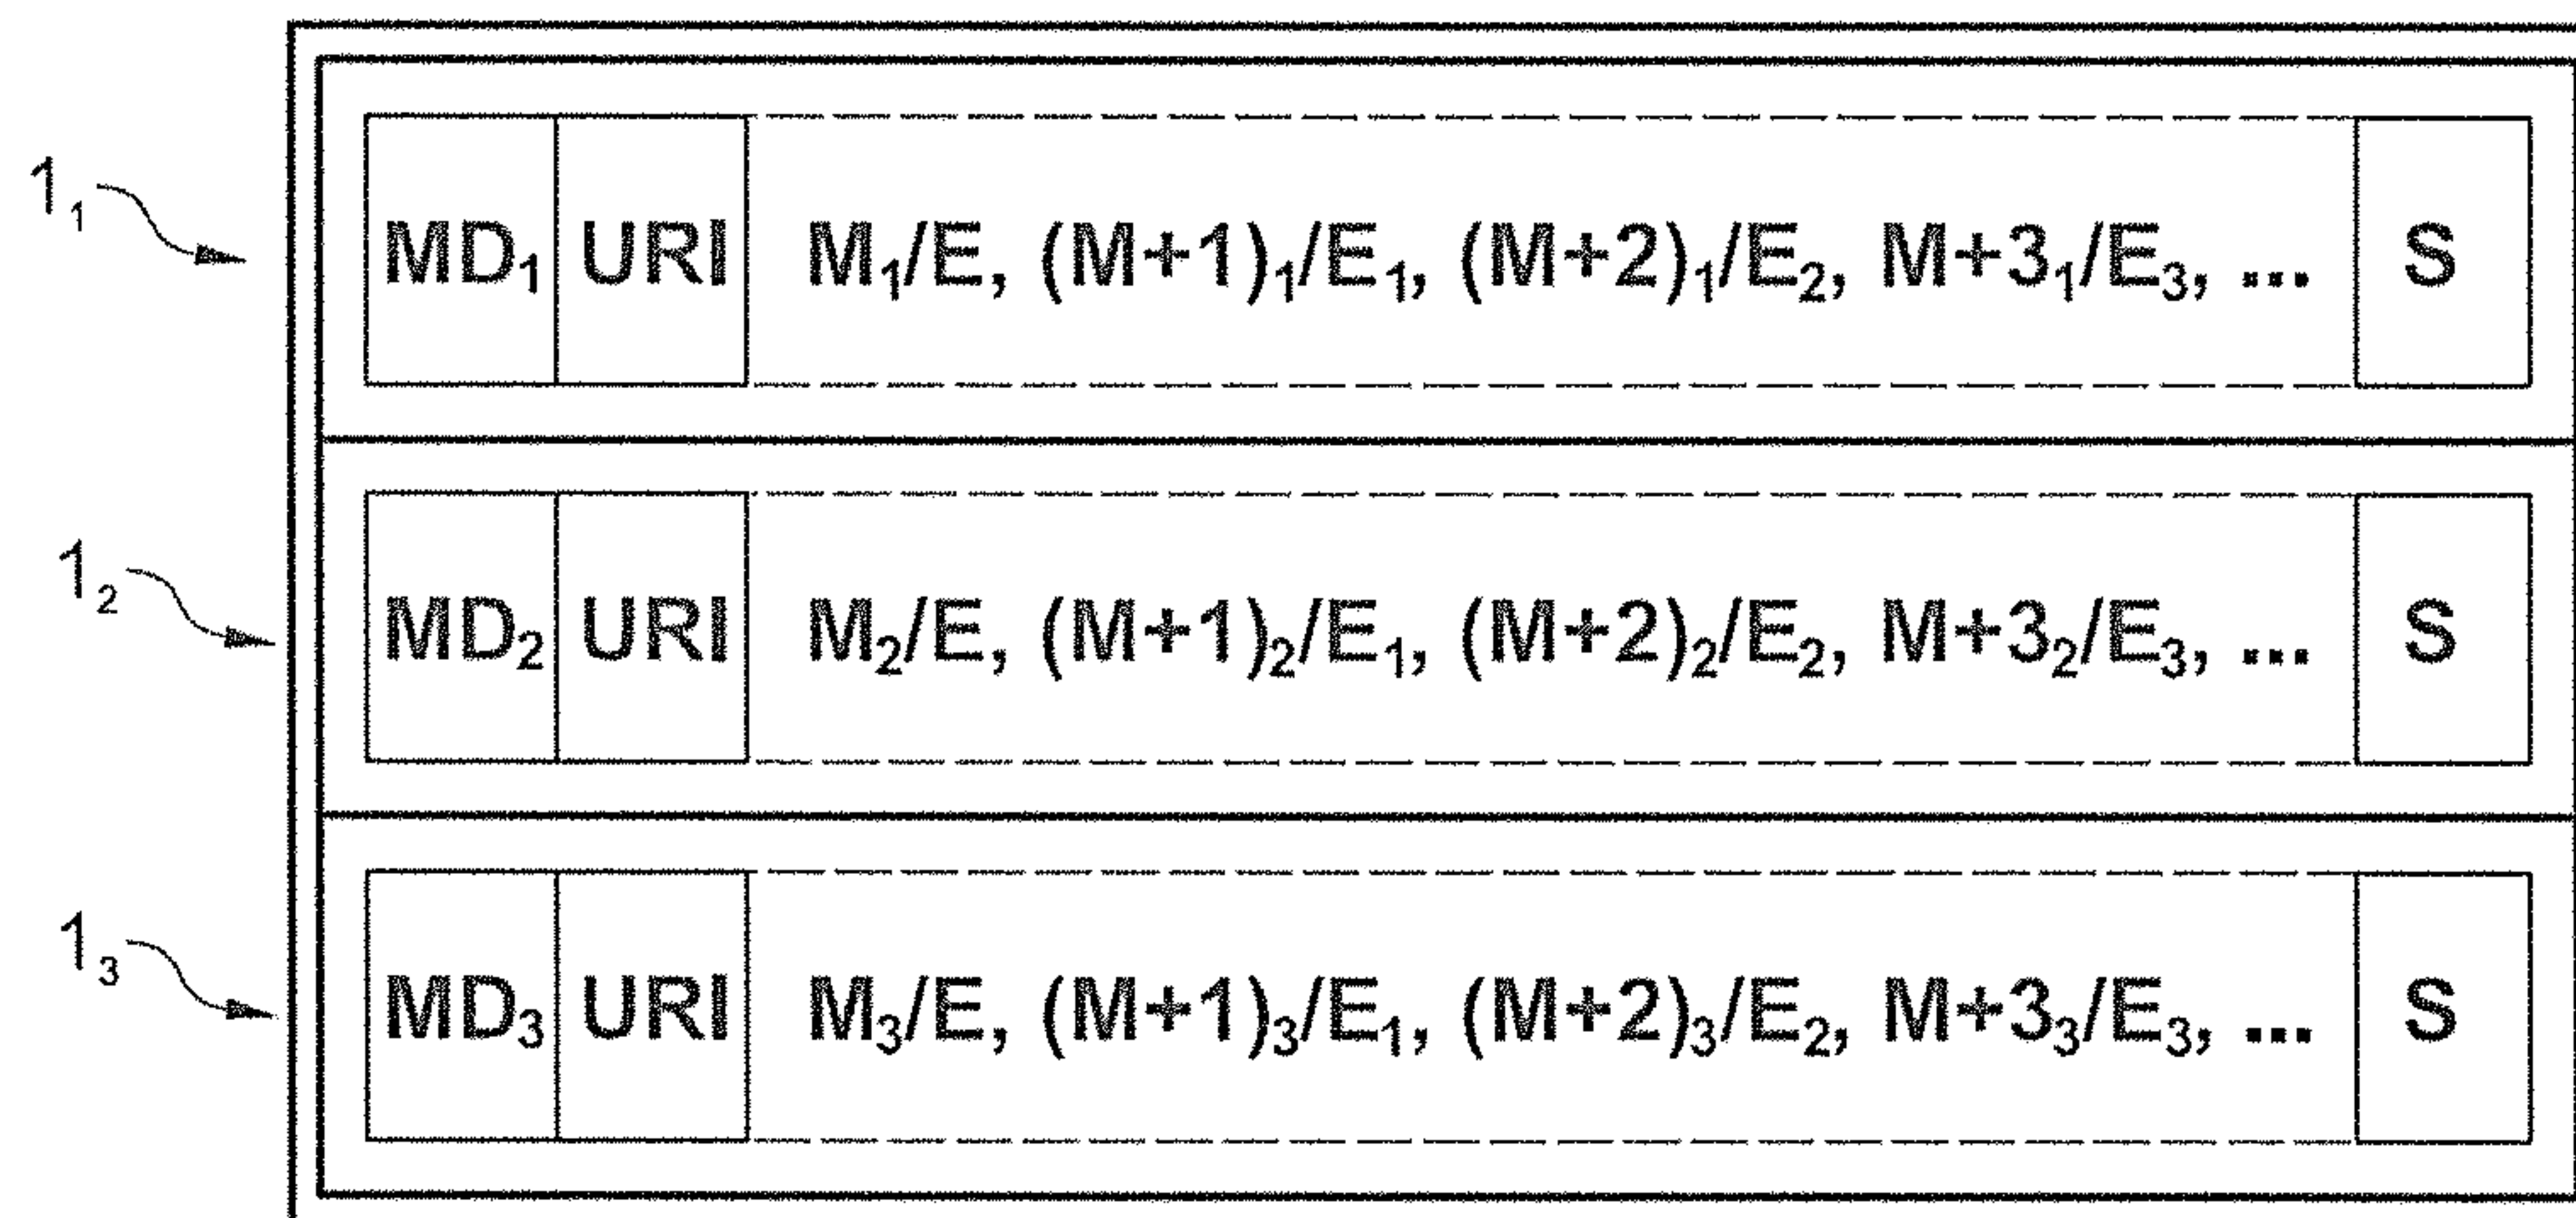 1₁ MD₁ URI M₁/E, (M+1)₁/E₁, (M+2)₁/E₂, M+3₁/E₃, ... S
1₂ MD₂ URI M₂/E, (M+1)₂/E₁, (M+2)₂/E₂, M+3₂/E₃, ... S
1₃ MD₃ URI M₃/E, (M+1)₃/E₁, (M+2)₃/E₂, M+3₃/E₃, ... S